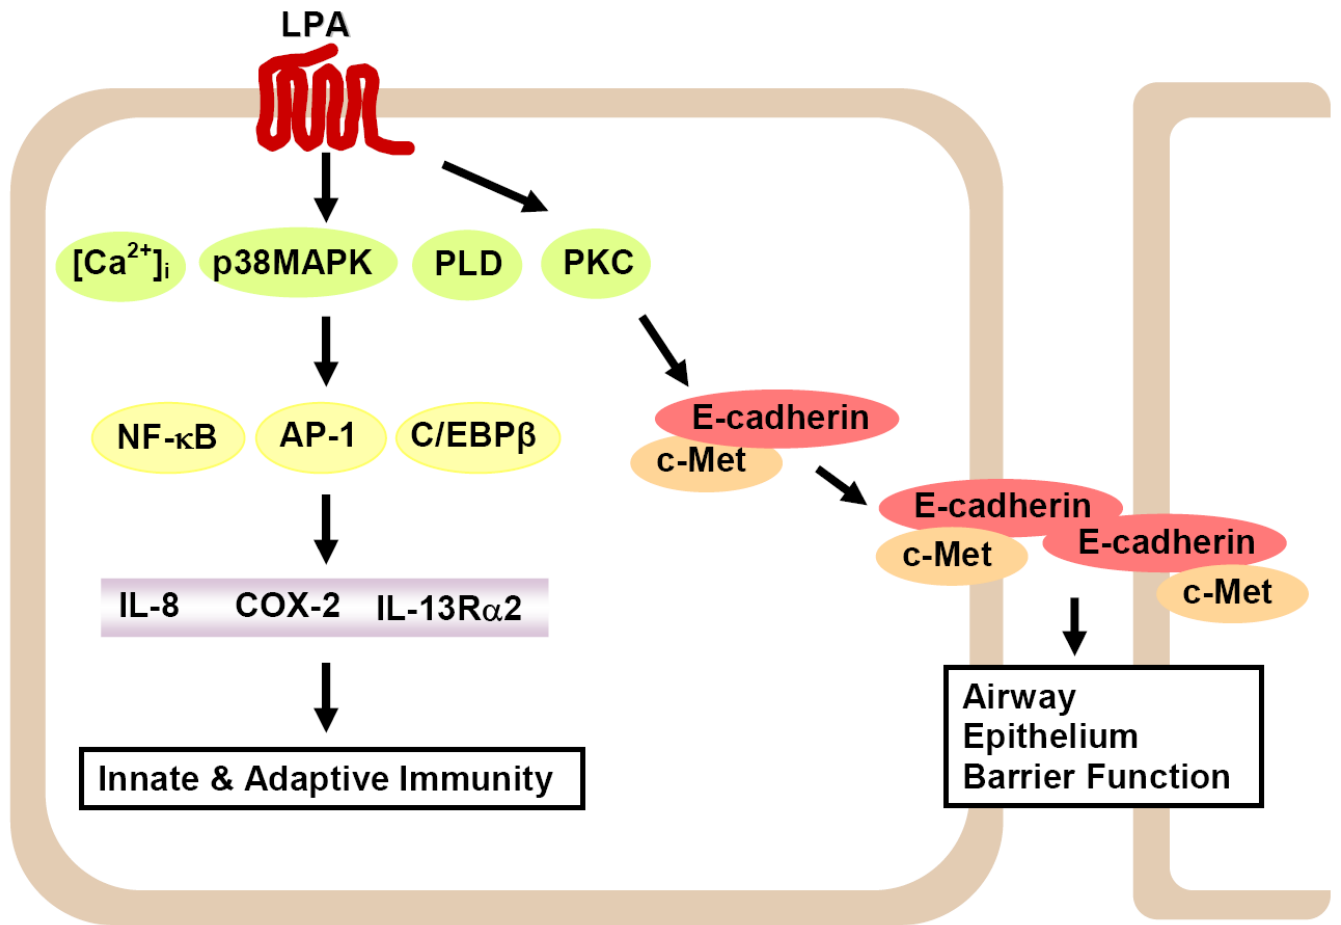 LPA
[Ca²⁺]ᵢ p38MAPK PLD PKC
E-cadherin
c-Met
NF-κB AP-1 C/EBPβ
E-cadherin
c-Met
E-cadherin
c-Met
IL-8 COX-2 IL-13Rα2
Airway
Epithelium
Barrier Function
Innate & Adaptive Immunity